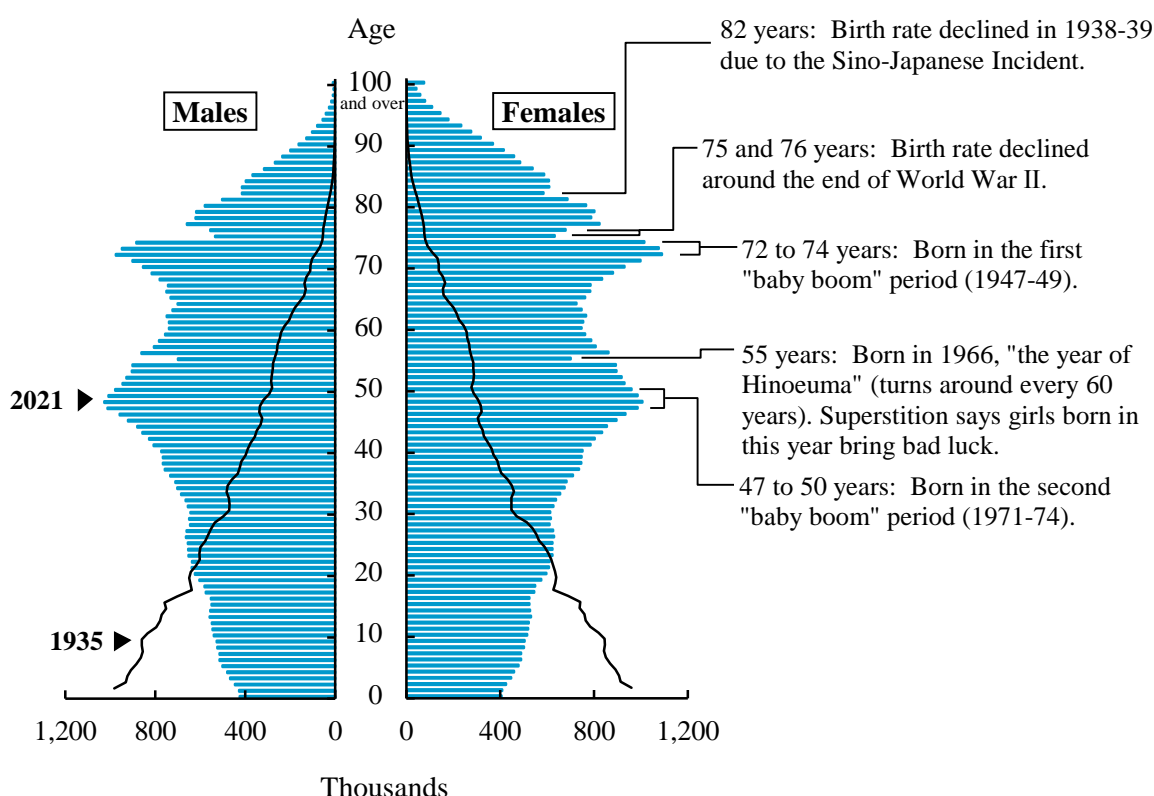 Age
82 years:  Birth rate declined in 1938-39
due to the Sino-Japanese Incident.
Males
Females
100
and over
90
80
70
60
50
40
30
20
10
0
75 and 76 years:  Birth rate declined
around the end of World War II.
72 to 74 years:  Born in the first
"baby boom" period (1947-49).
55 years:  Born in 1966, "the year of
Hinoeuma" (turns around every 60
years). Superstition says girls born in
this year bring bad luck.
47 to 50 years:  Born in the second
"baby boom" period (1971-74).
2021
1935
1,200 800 400 0 0 400 800 1,200
Thousands